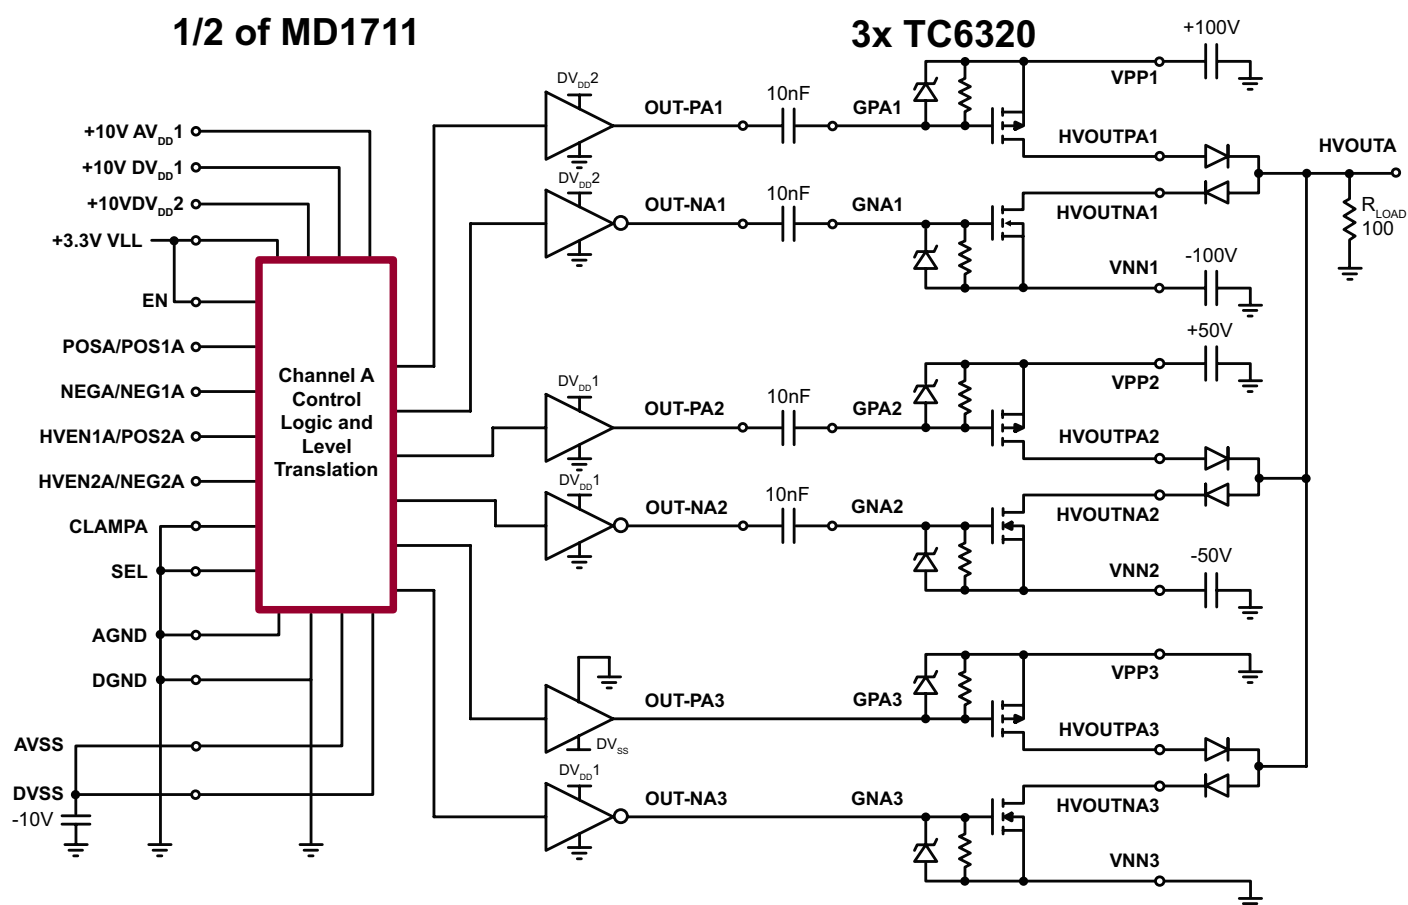 1/2 of MD1711
3x TC6320
+10V AVDD1
+10V DVDD1
+10VDVDD2
+3.3V VLL
EN
POSA/POS1A
NEGA/NEG1A
HVEN1A/POS2A
HVEN2A/NEG2A
CLAMPA
SEL
AGND
DGND
AVSS
DVSS
-10V
Channel A
Control
Logic and
Level
Translation
DVDD2
OUT-PA1
10nF
GPA1
+100V
VPP1
HVOUTPA1
DVDD2
OUT-NA1
10nF
GNA1
HVOUTNA1
-100V
VNN1
HVOUTA
RLOAD
100
DVDD1
OUT-PA2
10nF
GPA2
+50V
VPP2
HVOUTPA2
DVDD1
OUT-NA2
10nF
GNA2
HVOUTNA2
-50V
VNN2
OUT-PA3
GPA3
VPP3
HVOUTPA3
DVSS
DVDD1
OUT-NA3
GNA3
HVOUTNA3
VNN3